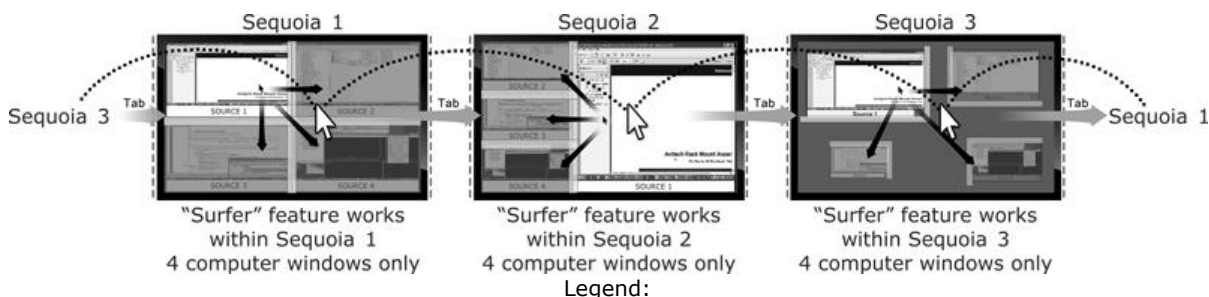 Sequoia 1
Sequoia 2
Sequoia 3
Sequoia 3
Tab
SOURCE 1
SOURCE 2
SOURCE 3
SOURCE 4
Tab
SOURCE 2
SOURCE 3
SOURCE 4
SOURCE 1
Tab
Source 1
Tab
Sequoia 1
“Surfer” feature works
within Sequoia 1
4 computer windows only
“Surfer” feature works
within Sequoia 2
4 computer windows only
“Surfer” feature works
within Sequoia 3
4 computer windows only
Legend: